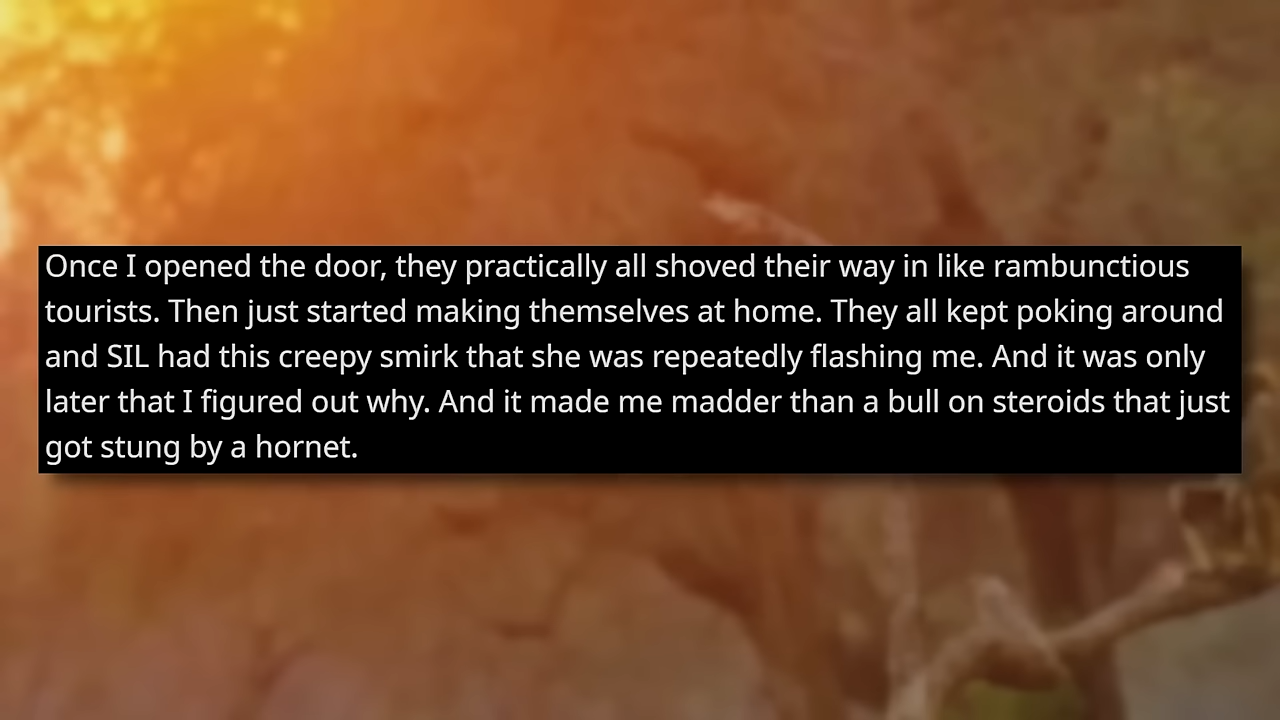 Once I opened the door, they practically all shoved their way in like rambunctious
tourists. Then just started making themselves at home. They all kept poking around
and SIL had this creepy smirk that she was repeatedly flashing me. And it was only
later that I figured out why. And it made me madder than a bull on steroids that just
got stung by a hornet.